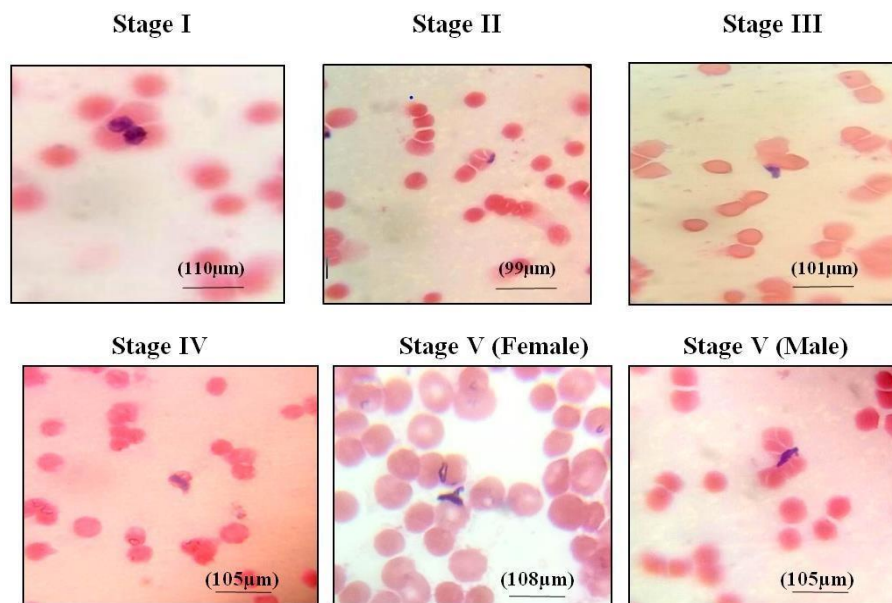 Stage I
Stage II
Stage III
(110µm)
(99µm)
(101µm)
Stage IV
Stage V (Female)
Stage V (Male)
(105µm)
(108µm)
(105µm)